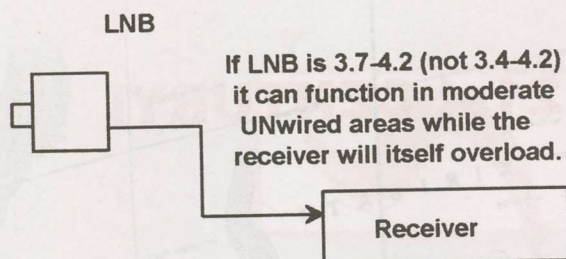 LNB
If LNB is 3.7-4.2 (not 3.4-4.2)
it can function in moderate
UNwired areas while the
receiver will itself overload.
Receiver